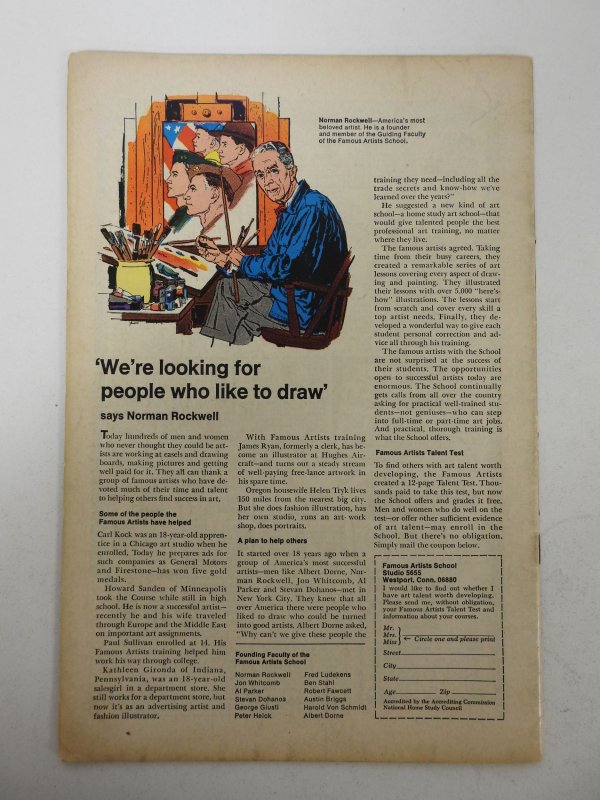 Norman Rockwell—America's most
beloved artist. He is a founder
and member of the Guiding Faculty
of the Famous Artists School.
'We're looking for
people who like to draw'
says Norman Rockwell
Today hundreds of men and women
who never thought they could be art-
ists are working at easels and drawing
boards, making pictures and getting
well paid for it. They all can thank a
group of famous artists who have de-
voted much of their time and talent
to helping others find success in art.
Some of the people the
Famous Artists have helped
Carl Kock was an 18-year-old appren-
tice in a Chicago art studio when he
enrolled. Today he prepares ads for
such companies as General Motors
and Firestone—has won five gold
medals.
Howard Sanden of Minneapolis
took the Course while still in high
school. He is now a successful artist—
recently he and his wife traveled
through Europe and the Middle East
on important art assignments.
Paul Sullivan enrolled at 14. His
Famous Artists training helped him
work his way through college.
Kathleen Gironda of Indiana,
Pennsylvania, was an 18-year-old
salesgirl in a department store. She
still works for a department store, but
now it's as an advertising artist and
fashion illustrator.
With Famous Artists training
James Ryan, formerly a clerk, has be-
come an illustrator at Hughes Air-
craft—and turns out a steady stream
of well-paying free-lance artwork in
his spare time.
Oregon housewife Helen Tryk lives
150 miles from the nearest big city.
But she does fashion illustration, has
her own studio, runs an art work
shop, does portraits.
A plan to help others
It started over 18 years ago when a
group of America's most successful
artists—men like Albert Dorne, Nor-
man Rockwell, Jon Whitcomb, Al
Parker and Stevan Dohanos—met in
New York City. They knew that all
over America there were people who
liked to draw who could be turned
into good artists. Albert Dorne asked,
"Why can't we give these people the
Founding Faculty of the
Famous Artists School
Norman Rockwell
Jon Whitcomb
Al Parker
Stevan Dohanos
George Giusti
Peter Helck
Fred Ludekens
Ben Stahl
Robert Fawcett
Austin Briggs
Harold Von Schmidt
Albert Dorne
training they need—including all the
trade secrets and know-how we've
learned over the years?"
He suggested a new kind of art
school—a home study art school—that
would give talented people the best
professional art training, no matter
where they live.
The famous artists agreed. Taking
time from their busy careers, they
created a remarkable series of art
lessons covering every aspect of draw-
ing and painting. They illustrated
their lessons with over 5,000 "here's-
how" illustrations. The lessons start
from scratch and cover every skill a
top artist needs. Finally, they de-
veloped a wonderful way to give each
student personal correction and ad-
vice all through his training.
The famous artists with the School
are not surprised at the success of
their students. The opportunities
open to successful artists today are
enormous. The School continually
gets calls from all over the country
asking for practical well-trained stu-
dents—not geniuses—who can step
into full-time or part-time art jobs.
And practical, thorough training is
what the School offers.
Famous Artists Talent Test
To find others with art talent worth
developing, the Famous Artists
created a 12-page Talent Test. Thou-
sands paid to take this test, but now
the School offers and grades it free.
Men and women who do well on the
test—or offer other sufficient evidence
of art talent—may enroll in the
School. But there's no obligation.
Simply mail the coupon below.
Famous Artists School
Studio 5655
Westport, Conn. 06880
I would like to find out whether I
have art talent worth developing.
Please send me, without obligation,
your Famous Artists Talent Test and
information about your courses.
Mr.
Mrs.
Miss
← Circle one and please print
Street
City
State
Age Zip
Accredited by the Accrediting Commission
National Home Study Council